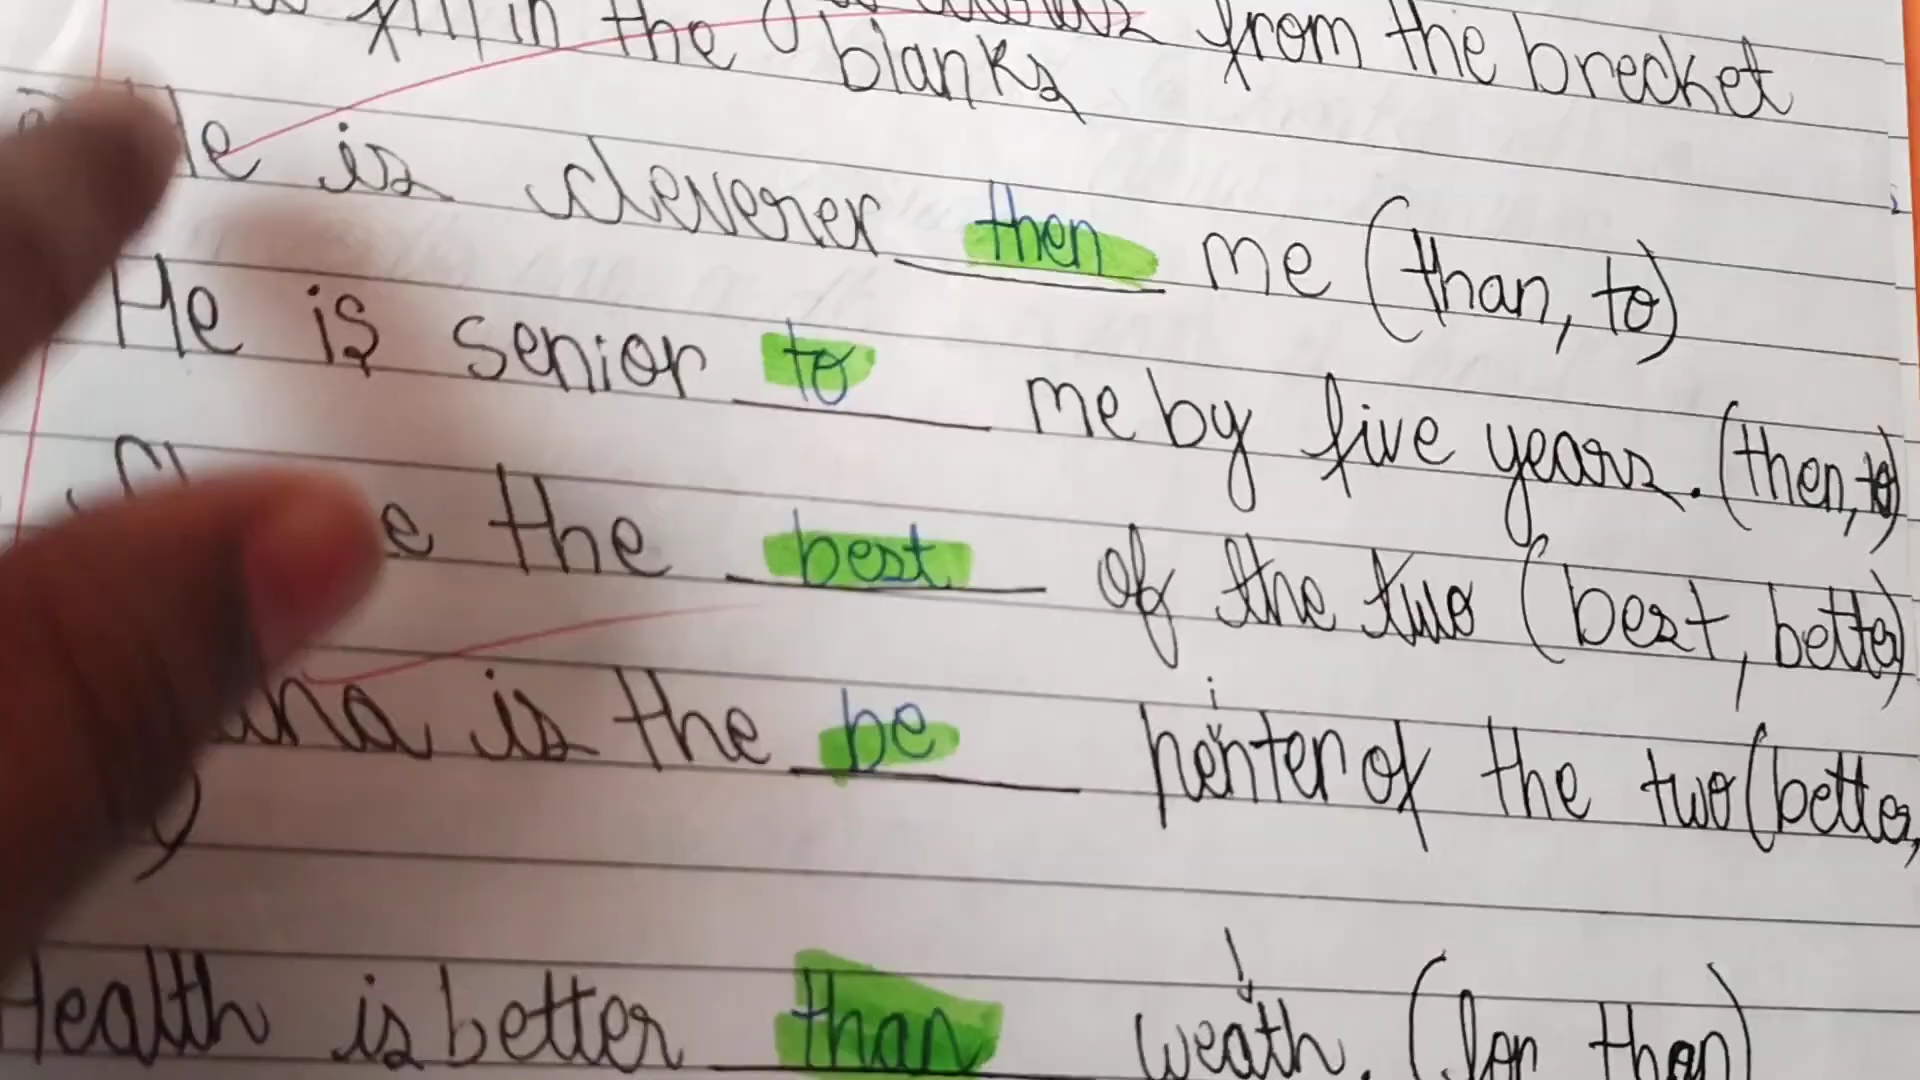 fill in the blanks from the brecket
He is cleverer then me (than, to)
He is senior to me by five years. (then, to)
the best of the two (best, better)
is the be painter of the two (better,
Health is better than weath. (for than)